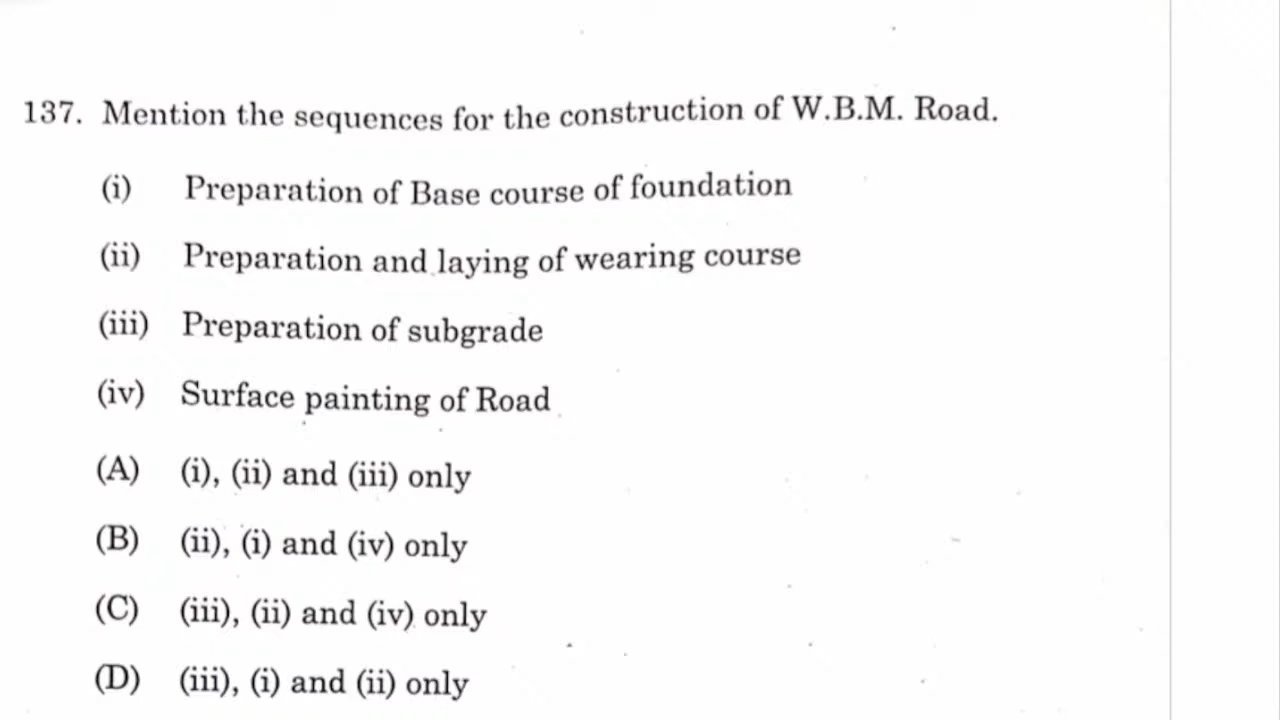 137. Mention the sequences for the construction of W.B.M. Road.
(i) Preparation of Base course of foundation
(ii) Preparation and laying of wearing course
(iii) Preparation of subgrade
(iv) Surface painting of Road
(A) (i), (ii) and (iii) only
(B) (ii), (i) and (iv) only
(C) (iii), (ii) and (iv) only
(D) (iii), (i) and (ii) only